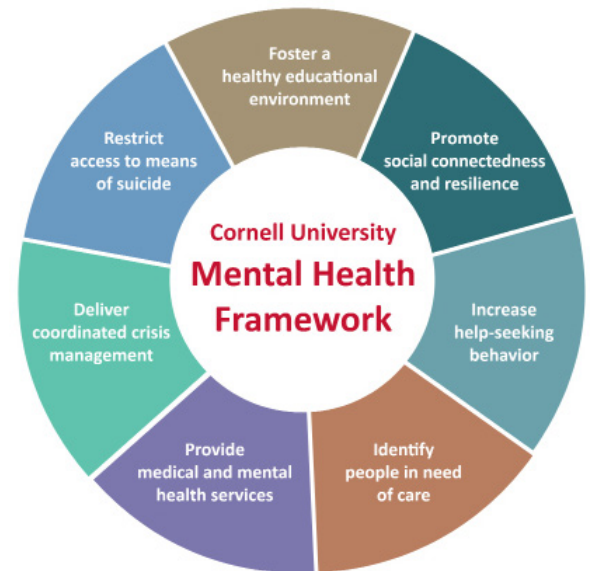 Foster a
healthy educational
environment
Promote
social connectedness
and resilience
Increase
help-seeking
behavior
Identify
people in need
of care
Provide
medical and mental
health services
Deliver
coordinated crisis
management
Restrict
access to means
of suicide
Cornell University
Mental Health
Framework